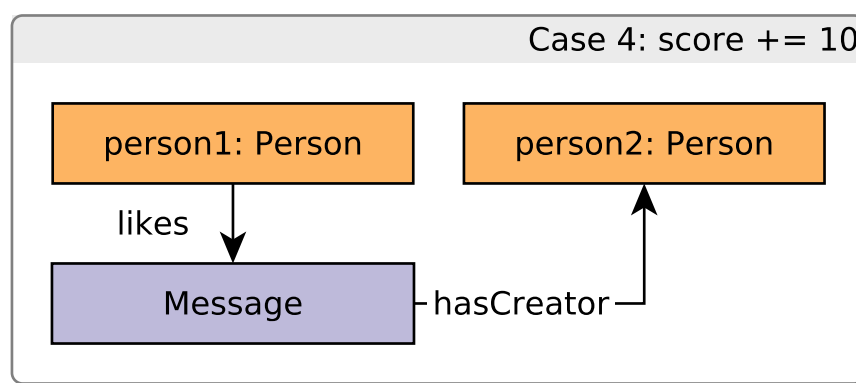 Case 4: score += 10
person1: Person
person2: Person
likes
Message
hasCreator